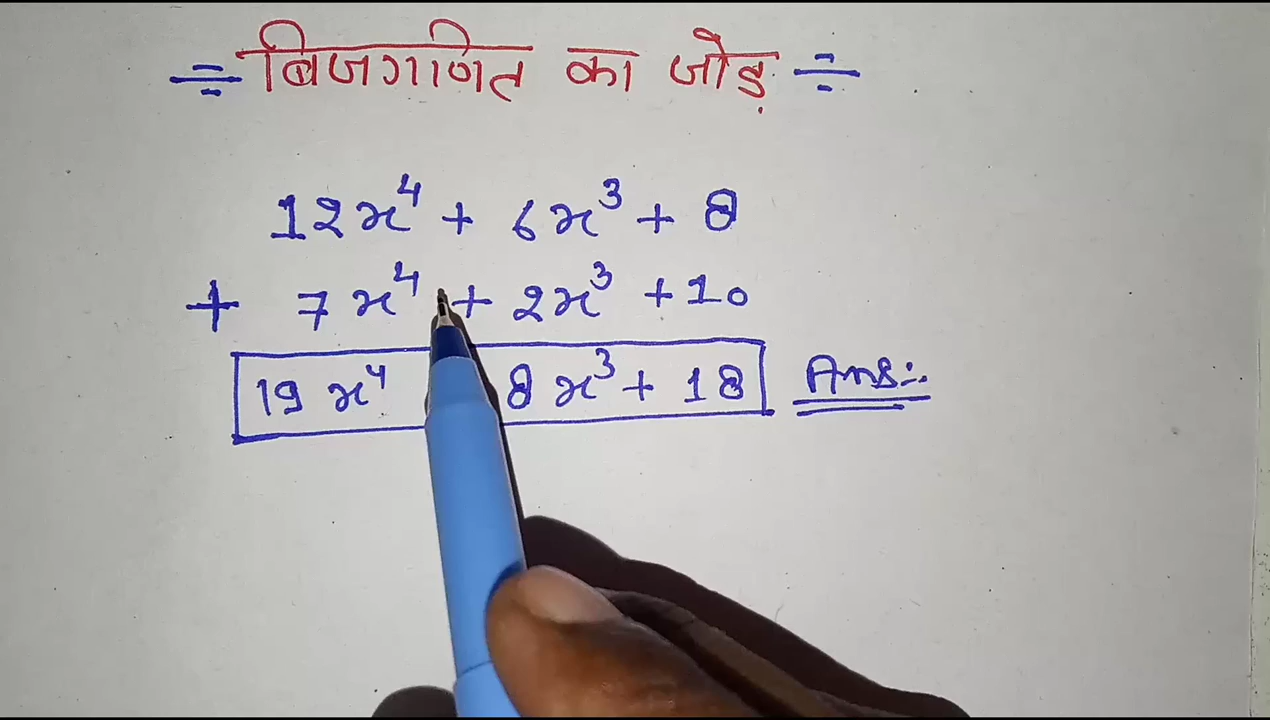 ÷ बिजगणित का जोड़ ÷
12x⁴ + 6x³ + 8
+ 7x⁴ + 2x³ + 10
19x⁴ 8x³ + 18 Ans:-